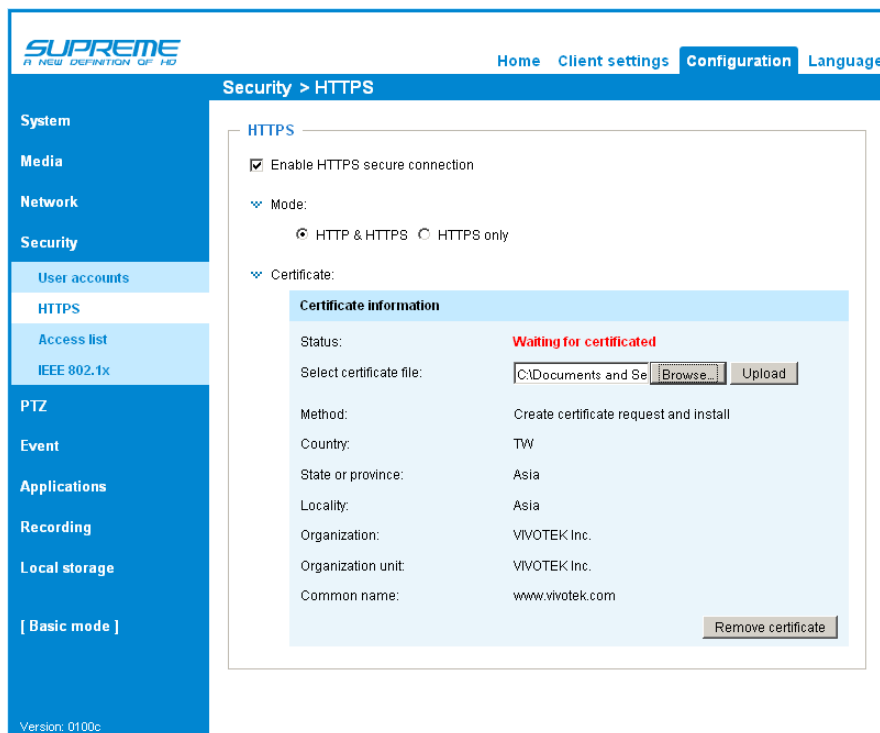 SUPREME
A NEW DEFINITION OF HD
Home Client settings Configuration Language
Security > HTTPS
System
Media
Network
Security
User accounts
HTTPS
Access list
IEEE 802.1x
PTZ
Event
Applications
Recording
Local storage
[ Basic mode ]
Version: 0100c
HTTPS
Enable HTTPS secure connection
Mode:
HTTP & HTTPS HTTPS only
Certificate:
Certificate information
Status: Waiting for certificated
Select certificate file: C:\Documents and Se Browse... Upload
Method: Create certificate request and install
Country: TW
State or province: Asia
Locality: Asia
Organization: VIVOTEK Inc.
Organization unit: VIVOTEK Inc.
Common name: www.vivotek.com
Remove certificate